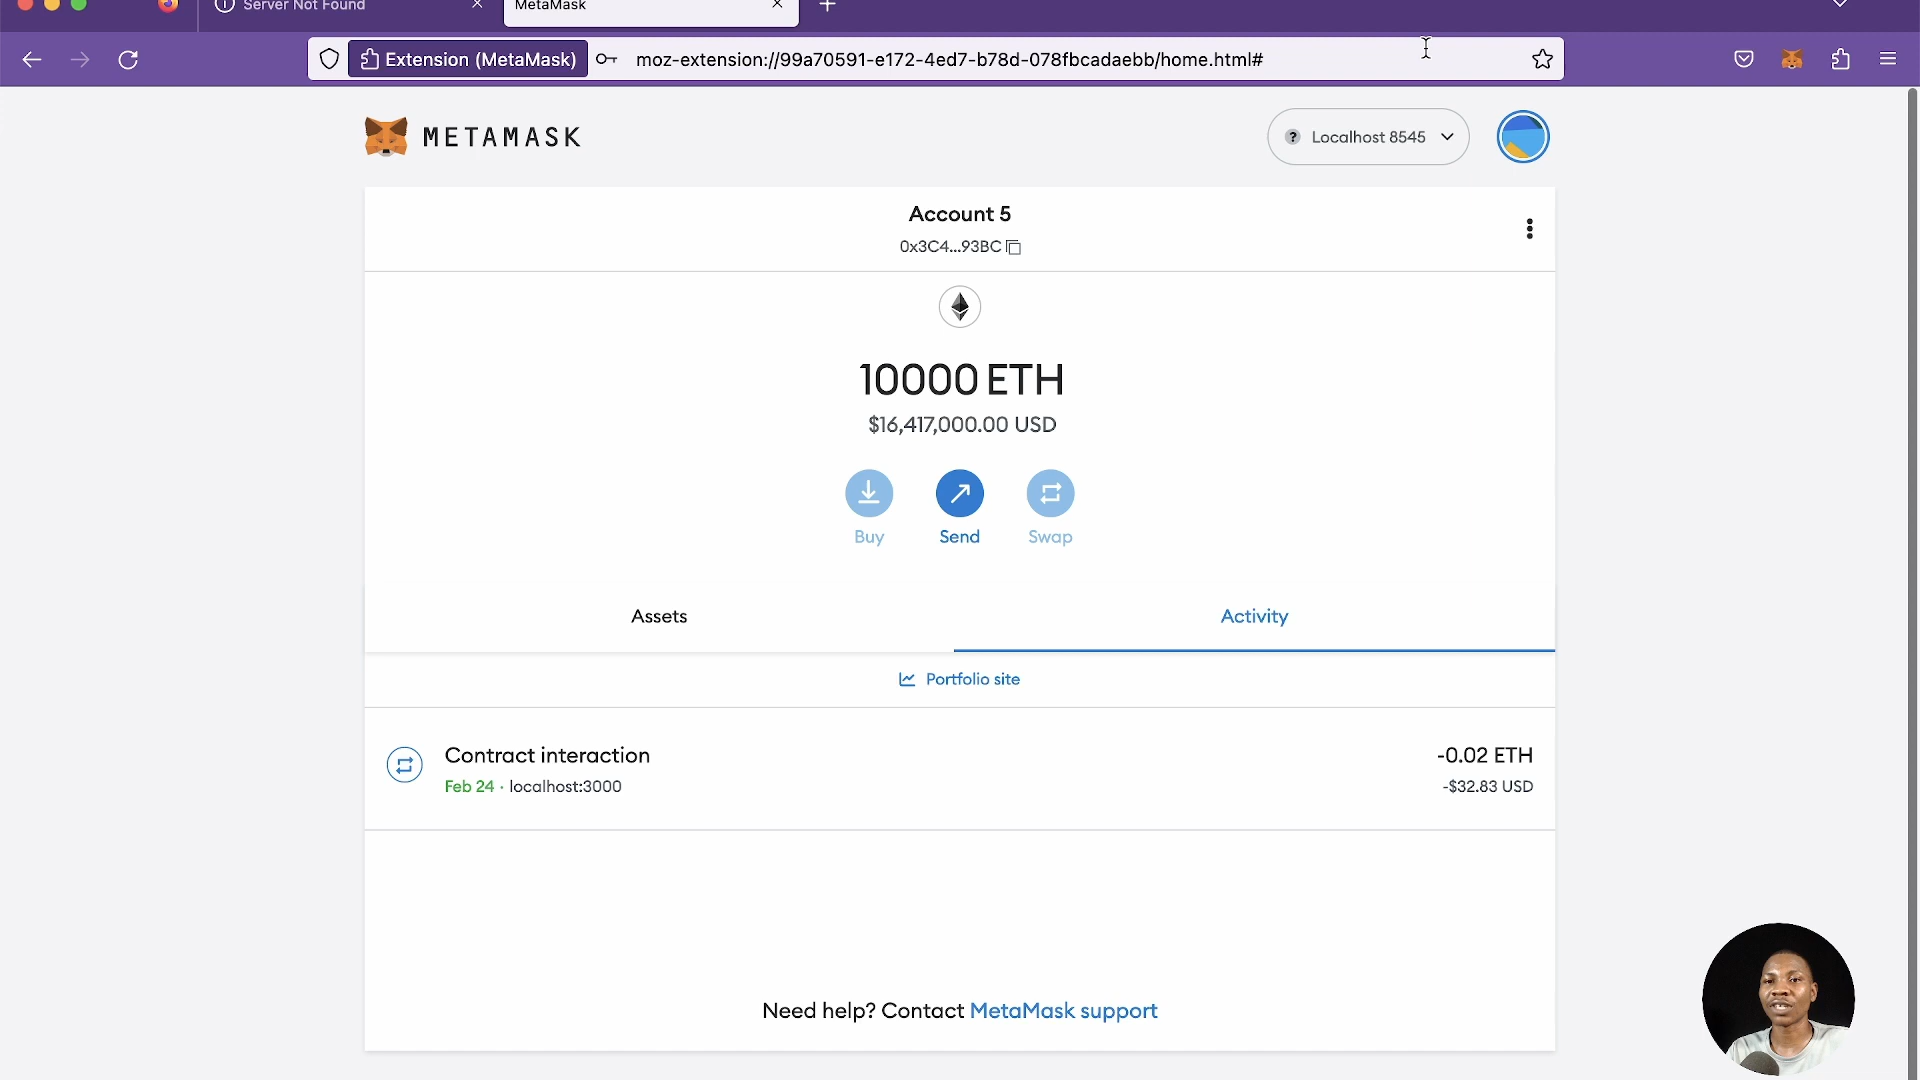 Server Not Found
MetaMask
Extension (MetaMask)
moz-extension://99a70591-e172-4ed7-b78d-078fbcadaebb/home.html#
METAMASK
? Localhost 8545
Account 5
0x3C4...93BC
10000 ETH
$16,417,000.00 USD
Buy
Send
Swap
Assets
Activity
Portfolio site
Contract interaction
-0.02 ETH
Feb 24 · localhost:3000
-$32.83 USD
Need help? Contact MetaMask support